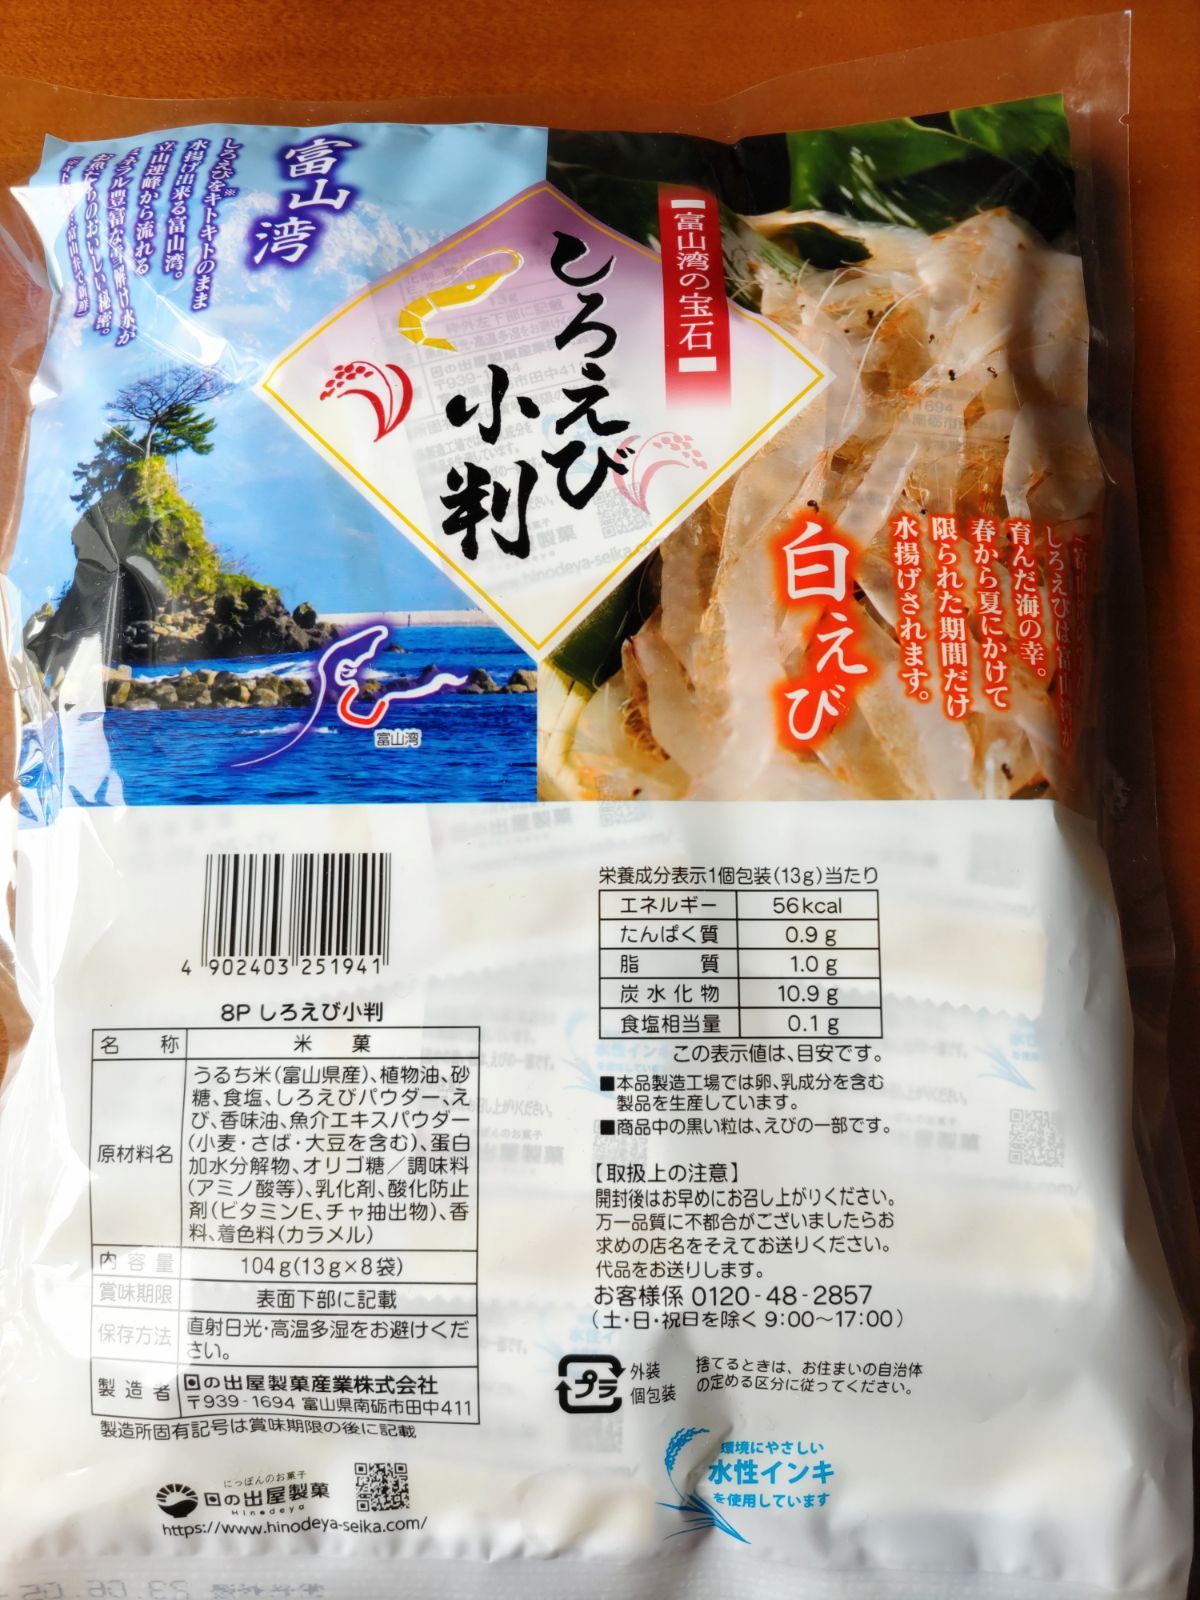 富山湾
しろえびを※キトキトのまま
水揚げ出来る富山湾。
立山連峰から流れる
ミネラル豊富な雪解け水が
お魚たちのおいしい秘密。
富山湾の宝石
しろえび
小判
白えび
しろえびは富山湾が
育んだ海の幸。
春から夏にかけて
限られた期間だけ
水揚げされます。
富山湾
4 902403 251941
8P しろえび小判
名称 米菓
原材料名 うるち米(富山県産)、植物油、砂
糖、食塩、しろえびパウダー、え
び、香味油、魚介エキスパウダー
(小麦・さば・大豆を含む)、蛋白
加水分解物、オリゴ糖／調味料
(アミノ酸等)、乳化剤、酸化防止
剤(ビタミンE、チャ抽出物)、香
料、着色料(カラメル)
内容量 104g(13g×8袋)
賞味期限 表面下部に記載
保存方法 直射日光・高温多湿をお避けくだ
さい。
製造者 日の出屋製菓産業株式会社
〒939-1694 富山県南砺市田中411
製造所固有記号は賞味期限の後に記載
にっぽんのお菓子
日の出屋製菓
Hinodeya
https://www.hinodeya-seika.com/
栄養成分表示1個包装(13g)当たり
エネルギー 56kcal
たんぱく質 0.9g
脂質 1.0g
炭水化物 10.9g
食塩相当量 0.1g
この表示値は、目安です。
■本品製造工場では卵、乳成分を含む
製品を生産しています。
■商品中の黒い粒は、えびの一部です。
【取扱上の注意】
開封後はお早めにお召し上がりください。
万一品質に不都合がございましたらお
求めの店名をそえてお送りください。
代品をお送りします。
お客様係 0120-48-2857
(土・日・祝日を除く 9:00～17:00)
プラ
外装
個包装
捨てるときは、お住まいの自治体
の定める区分に従ってください。
環境にやさしい
水性インキ
を使用しています